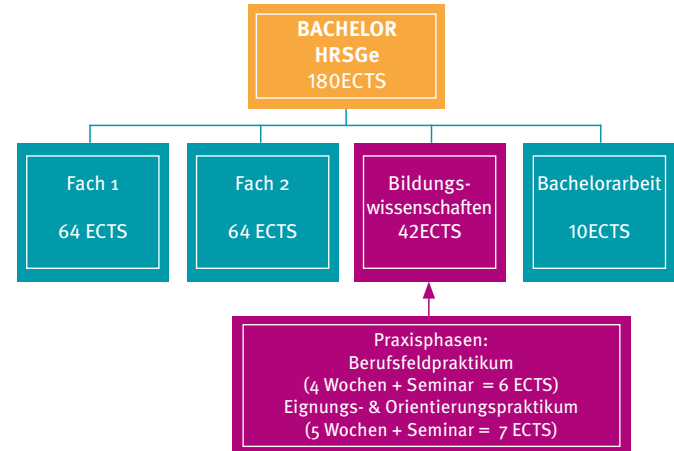 BACHELOR
HRSGe
180ECTS
Fach 1
64 ECTS
Fach 2
64 ECTS
Bildungs-
wissenschaften
42ECTS
Bachelorarbeit
10ECTS
Praxisphasen:
Berufsfeldpraktikum
(4 Wochen + Seminar = 6 ECTS)
Eignungs- & Orientierungspraktikum
(5 Wochen + Seminar = 7 ECTS)